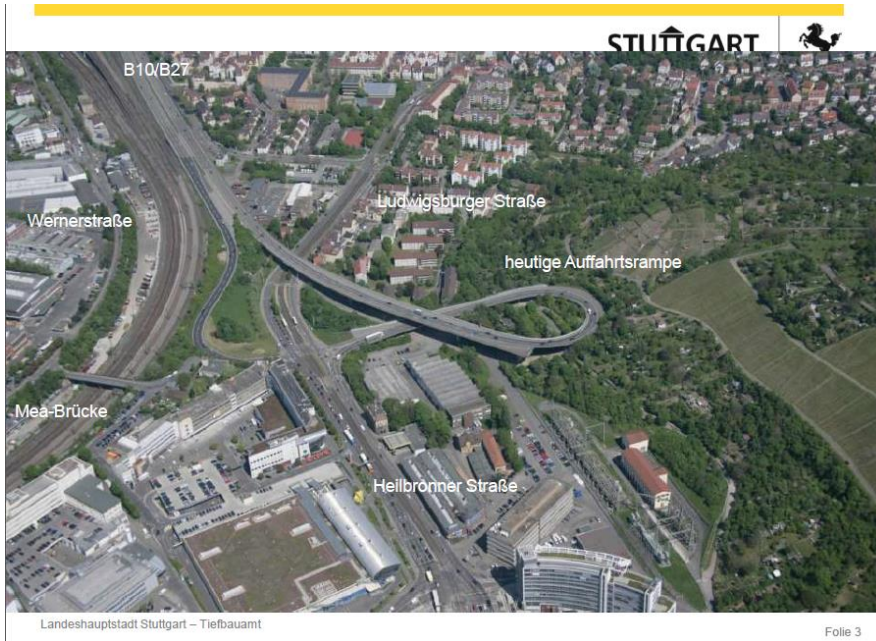 STUTTGART
B10/B27
Ludwigsburger Straße
Wernerstraße
heutige Auffahrtsrampe
Mea-Brücke
Heilbronner Straße
Landeshauptstadt Stuttgart – Tiefbauamt
Folie 3